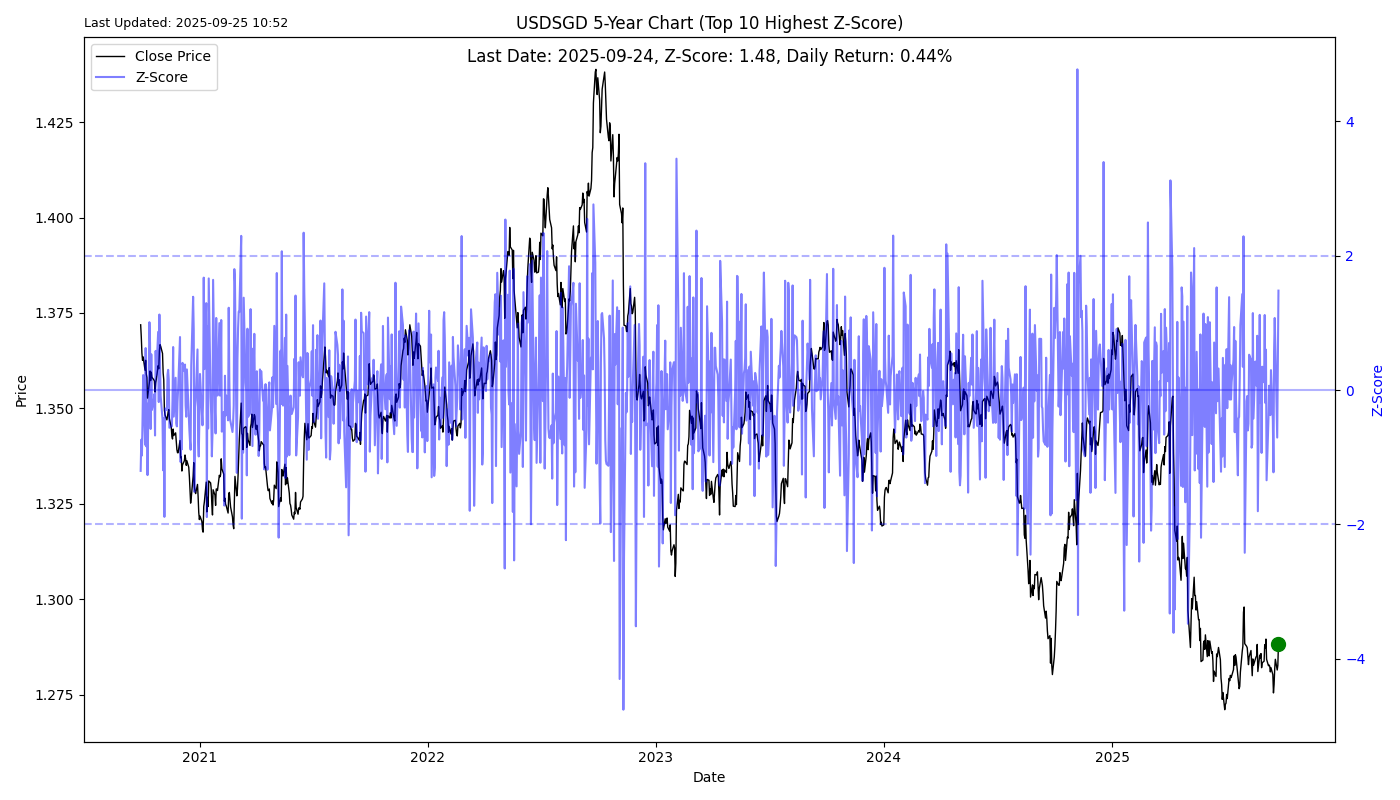 Last Updated: 2025-09-25 10:52
USDSGD 5-Year Chart (Top 10 Highest Z-Score)
Last Date: 2025-09-24, Z-Score: 1.48, Daily Return: 0.44%
Close Price
Z-Score
Price
1.425
1.400
1.375
1.350
1.325
1.300
1.275
4
2
0
−2
−4
Z-Score
2021
2022
2023
2024
2025
Date